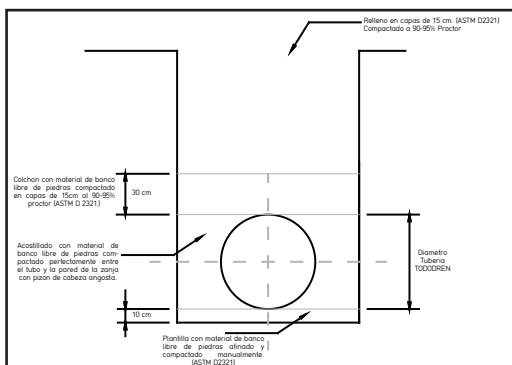 Relleno en capas de 15 cm. (ASTM D2321)
Compactado a 90-95% Proctor
Colchon con material de banco
libre de piedras compactado
en capas de 15cm al 90-95%
proctor (ASTM D 2321)
30 cm
Acostillado con material de
banco libre de piedras com-
pactado perfectamente entre
el tubo y la pared de la zanja
con pizon de cabeza angosta.
Diametro
Tuberia
TODODREN
10 cm
Plantilla con material de banco
libre de piedras afinado y
compactado manualmente.
(ASTM D2321)